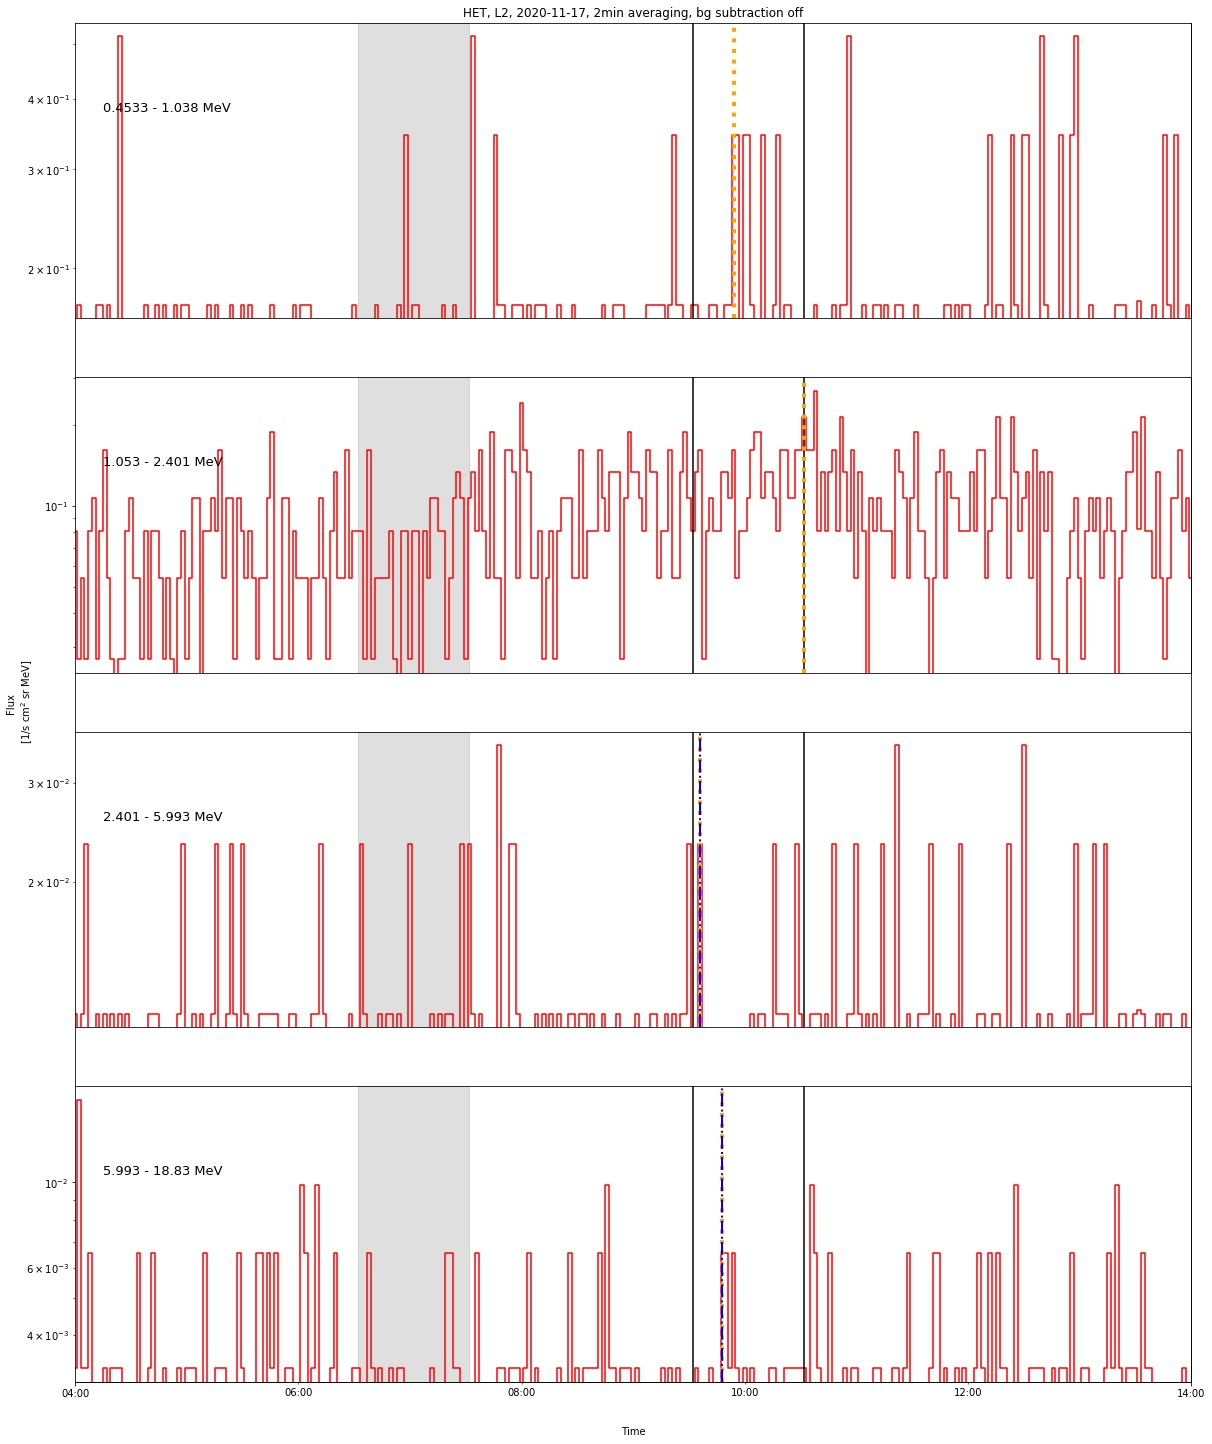 HET, L2, 2020-11-17, 2min averaging, bg subtraction off
4 × 10⁻¹
0.4533 - 1.038 MeV
3 × 10⁻¹
2 × 10⁻¹
1.053 - 2.401 MeV
10⁻¹
Flux
[1/s cm² sr MeV]
3 × 10⁻²
2.401 - 5.993 MeV
2 × 10⁻²
5.993 - 18.83 MeV
10⁻²
6 × 10⁻³
4 × 10⁻³
04:00 06:00 08:00 10:00 12:00 14:00
Time